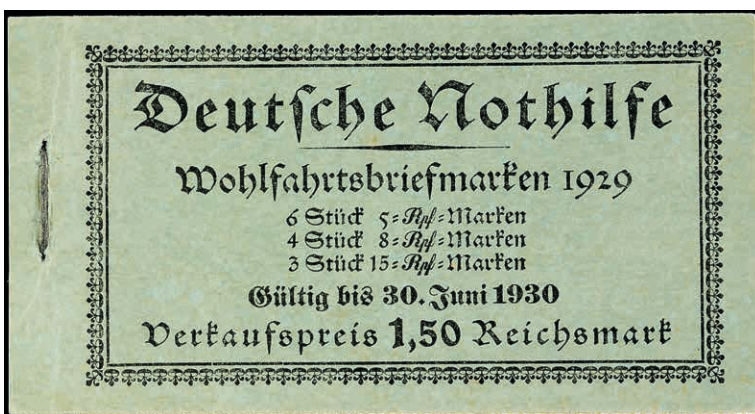 Deutsche Nothilfe
Wohlfahrtsbriefmarken 1929
6 Stück 5=Rpf=Marken
4 Stück 8=Rpf=Marken
3 Stück 15=Rpf=Marken
Gültig bis 30. Juni 1930
Verkaufspreis 1,50 Reichsmark